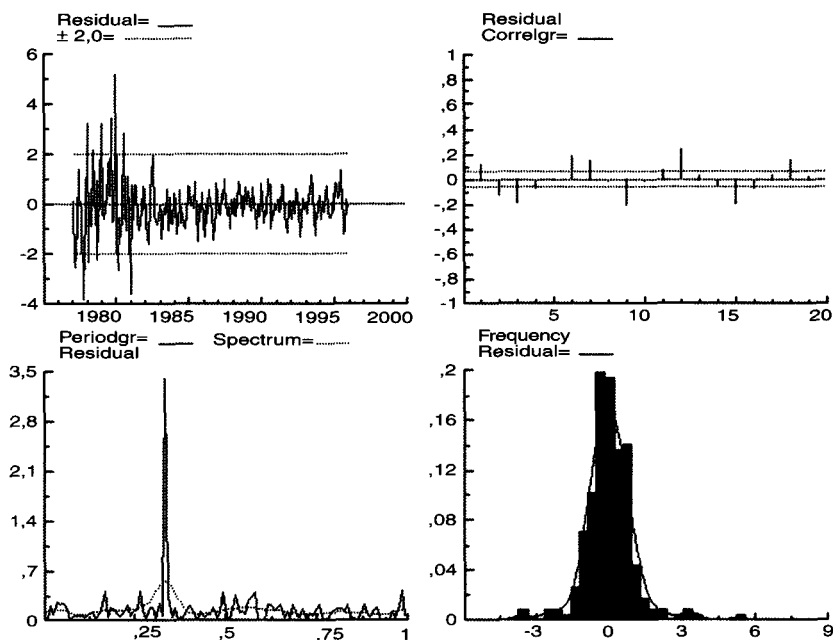 Residual=
± 2,0=
6
4
2
0
-2
-4
1980 1985 1990 1995 2000
Residual
Correlgr=
1
,8
,6
,4
,2
0
-,2
-,4
-,6
-,8
-1
5 10 15 20
Periodgr= Spectrum=
Residual
3,5
2,8
2,1
1,4
,7
0
,25 ,5 ,75 1
Frequency
Residual=
,2
,16
,12
,08
,04
0
-3 0 3 6 9